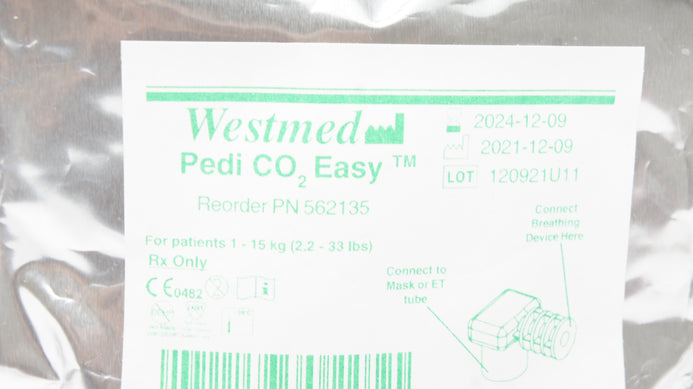 Westmed
Pedi CO₂ Easy ™
Reorder PN 562135
For patients 1 - 15 kg (2.2 - 33 lbs)
Rx Only
CE 0482
2024-12-09
2021-12-09
LOT 120921U11
Connect
Breathing
Device Here
Connect to
Mask or ET
tube